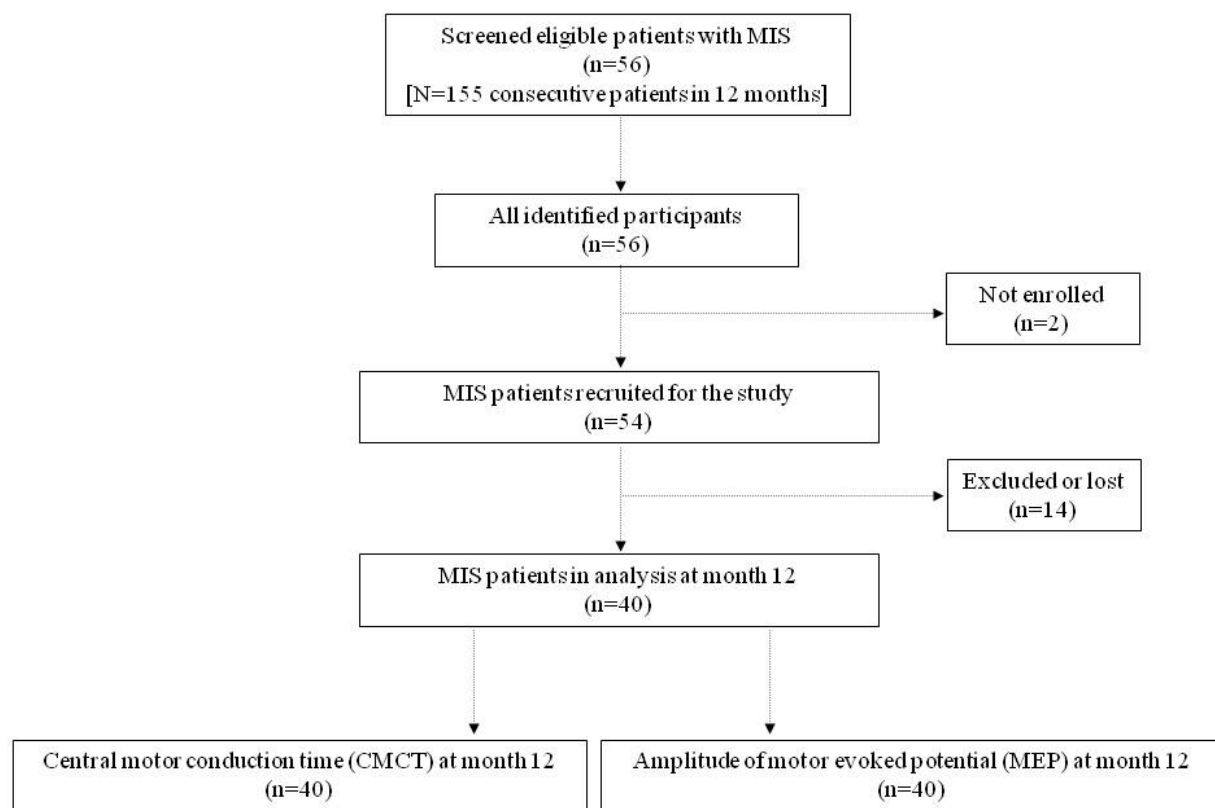 Screened eligible patients with MIS
(n=56)
[N=155 consecutive patients in 12 months]
All identified participants
(n=56)
Not enrolled
(n=2)
MIS patients recruited for the study
(n=54)
Excluded or lost
(n=14)
MIS patients in analysis at month 12
(n=40)
Central motor conduction time (CMCT) at month 12
(n=40)
Amplitude of motor evoked potential (MEP) at month 12
(n=40)